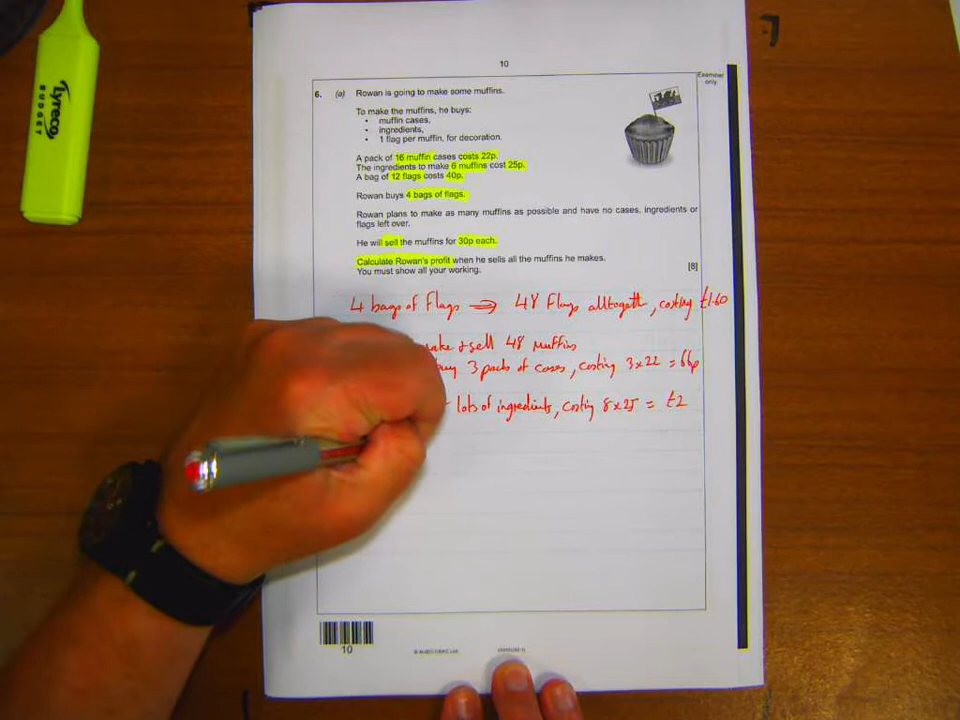 Lyreco
BUDGET
10
Examiner
only
6. (a) Rowan is going to make some muffins.
To make the muffins, he buys:
• muffin cases,
• ingredients,
• 1 flag per muffin, for decoration.
A pack of 16 muffin cases costs 22p.
The ingredients to make 6 muffins cost 25p.
A bag of 12 flags costs 40p.
Rowan buys 4 bags of flags.
Rowan plans to make as many muffins as possible and have no cases, ingredients or
flags left over.
He will sell the muffins for 30p each.
Calculate Rowan's profit when he sells all the muffins he makes.
You must show all your working.
[8]
4 bags of flags ⇒ 48 Flags alltogeth, costing £1.60
make + sell 48 muffins
buy 3 packs of cases, costing 3x22 = 66p
lots of ingredients, costing 8x25 = £2
10